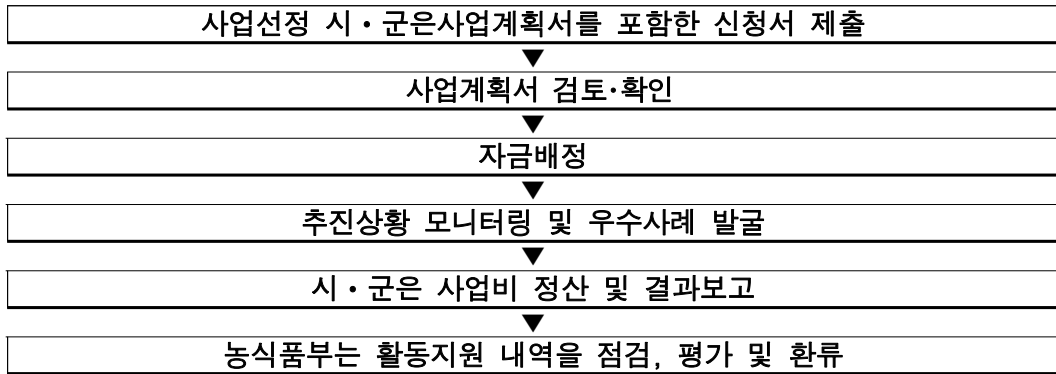 사업선정 시・군은사업계획서를 포함한 신청서 제출
▼
사업계획서 검토·확인
▼
자금배정
▼
추진상황 모니터링 및 우수사례 발굴
▼
시・군은 사업비 정산 및 결과보고
▼
농식품부는 활동지원 내역을 점검, 평가 및 환류